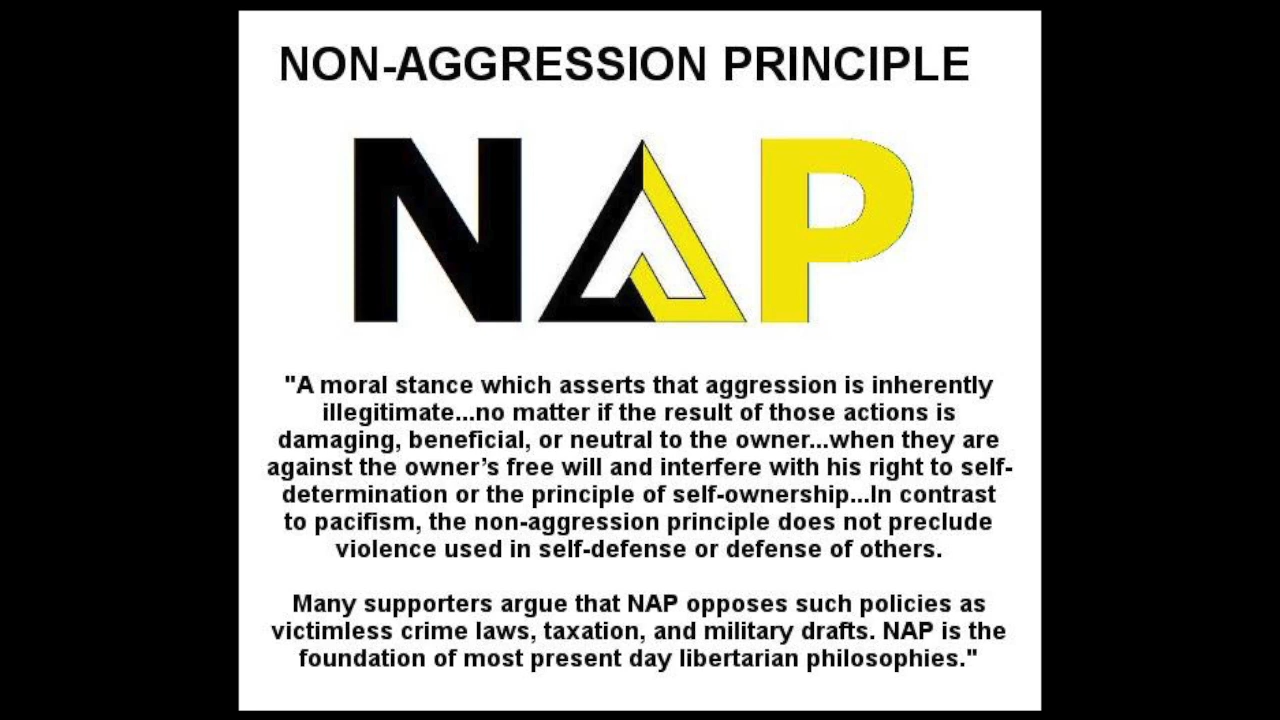 NON-AGGRESSION PRINCIPLE
NAP
"A moral stance which asserts that aggression is inherently
illegitimate...no matter if the result of those actions is
damaging, beneficial, or neutral to the owner...when they are
against the owner’s free will and interfere with his right to self-
determination or the principle of self-ownership...In contrast
to pacifism, the non-aggression principle does not preclude
violence used in self-defense or defense of others.
Many supporters argue that NAP opposes such policies as
victimless crime laws, taxation, and military drafts. NAP is the
foundation of most present day libertarian philosophies."